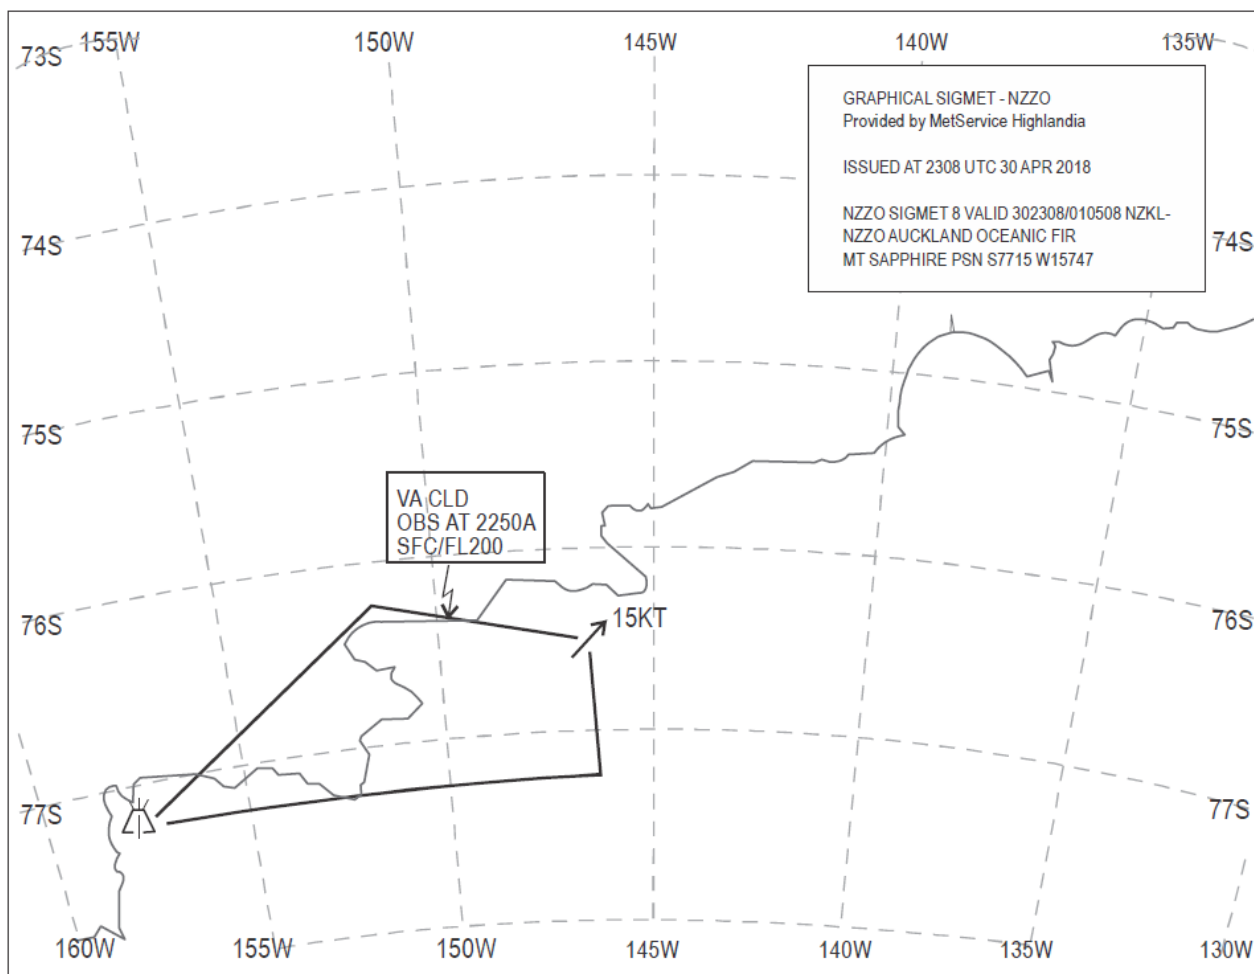 155W
150W
145W
140W
135W
73S
GRAPHICAL SIGMET - NZZO
Provided by MetService Highlandia
ISSUED AT 2308 UTC 30 APR 2018
NZZO SIGMET 8 VALID 302308/010508 NZKL-
NZZO AUCKLAND OCEANIC FIR
MT SAPPHIRE PSN S7715 W15747
74S
74S
75S
75S
VA CLD
OBS AT 2250A
SFC/FL200
76S
15KT
76S
77S
77S
160W
155W
150W
145W
140W
135W
130W